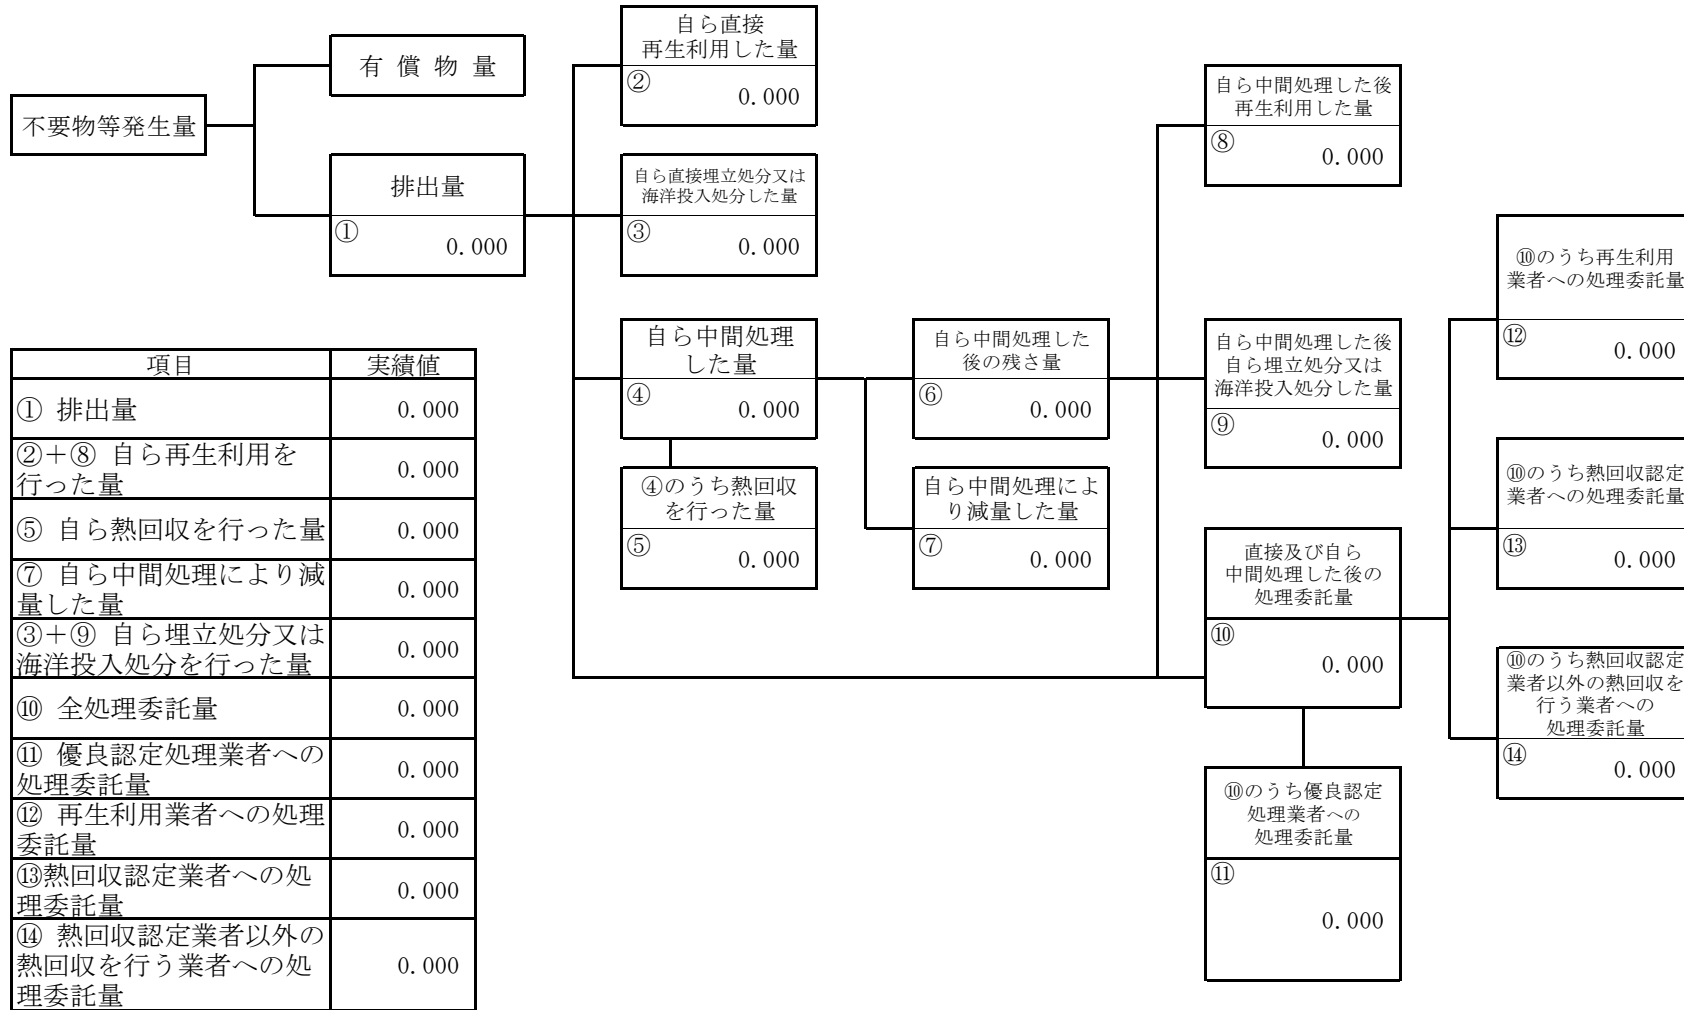 不要物等発生量
有 償 物 量
排出量
①
0.000
自ら直接
再生利用した量
②
0.000
自ら直接埋立処分又は
海洋投入処分した量
③
0.000
自ら中間処理
した量
④
0.000
④のうち熱回収
を行った量
⑤
0.000
自ら中間処理した
後の残さ量
⑥
0.000
自ら中間処理によ
り減量した量
⑦
0.000
自ら中間処理した後
再生利用した量
⑧
0.000
自ら中間処理した後
自ら埋立処分又は
海洋投入処分した量
⑨
0.000
直接及び自ら
中間処理した後の
処理委託量
⑩
0.000
⑩のうち優良認定
処理業者への
処理委託量
⑪
0.000
⑩のうち再生利用
業者への処理委託量
⑫
0.000
⑩のうち熱回収認定
業者への処理委託量
⑬
0.000
⑩のうち熱回収認定
業者以外の熱回収を
行う業者への
処理委託量
⑭
0.000
項目 実績値
① 排出量 0.000
②＋⑧ 自ら再生利用を
行った量 0.000
⑤ 自ら熱回収を行った量 0.000
⑦ 自ら中間処理により減
量した量 0.000
③＋⑨ 自ら埋立処分又は
海洋投入処分を行った量 0.000
⑩ 全処理委託量 0.000
⑪ 優良認定処理業者への
処理委託量 0.000
⑫ 再生利用業者への処理
委託量 0.000
⑬熱回収認定業者への処
理委託量 0.000
⑭ 熱回収認定業者以外の
熱回収を行う業者への処
理委託量 0.000